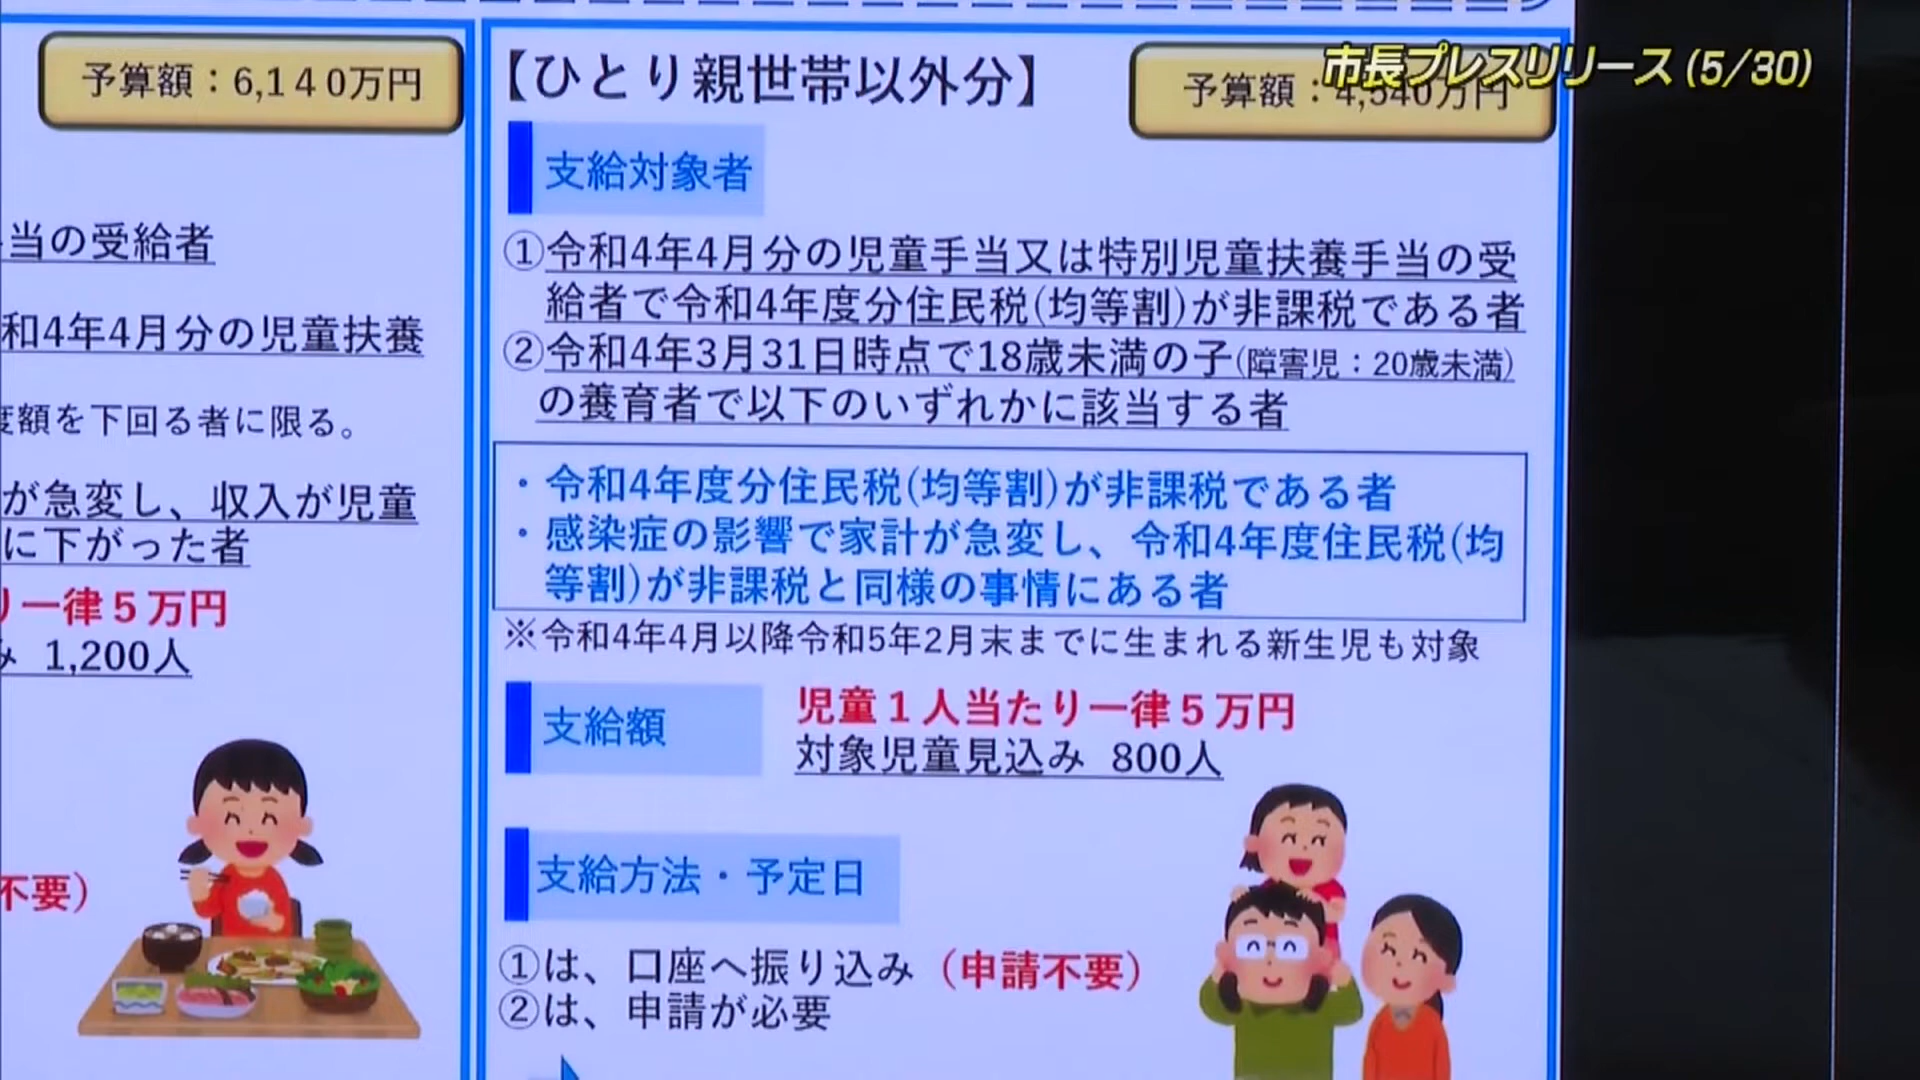 市長プレスリリース(5/30)
予算額：6,140万円
当の受給者
和4年4月分の児童扶養
度額を下回る者に限る。
が急変し、収入が児童
に下がった者
り一律5万円
み 1,200人
不要）
【ひとり親世帯以外分】
予算額：4,540万円
支給対象者
①令和4年4月分の児童手当又は特別児童扶養手当の受
給者で令和4年度分住民税(均等割)が非課税である者
②令和4年3月31日時点で18歳未満の子(障害児：20歳未満)
の養育者で以下のいずれかに該当する者
・令和4年度分住民税(均等割)が非課税である者
・感染症の影響で家計が急変し、令和4年度住民税(均
等割)が非課税と同様の事情にある者
※令和4年4月以降令和5年2月末までに生まれる新生児も対象
支給額
児童1人当たり一律5万円
対象児童見込み 800人
支給方法・予定日
①は、口座へ振り込み（申請不要）
②は、申請が必要